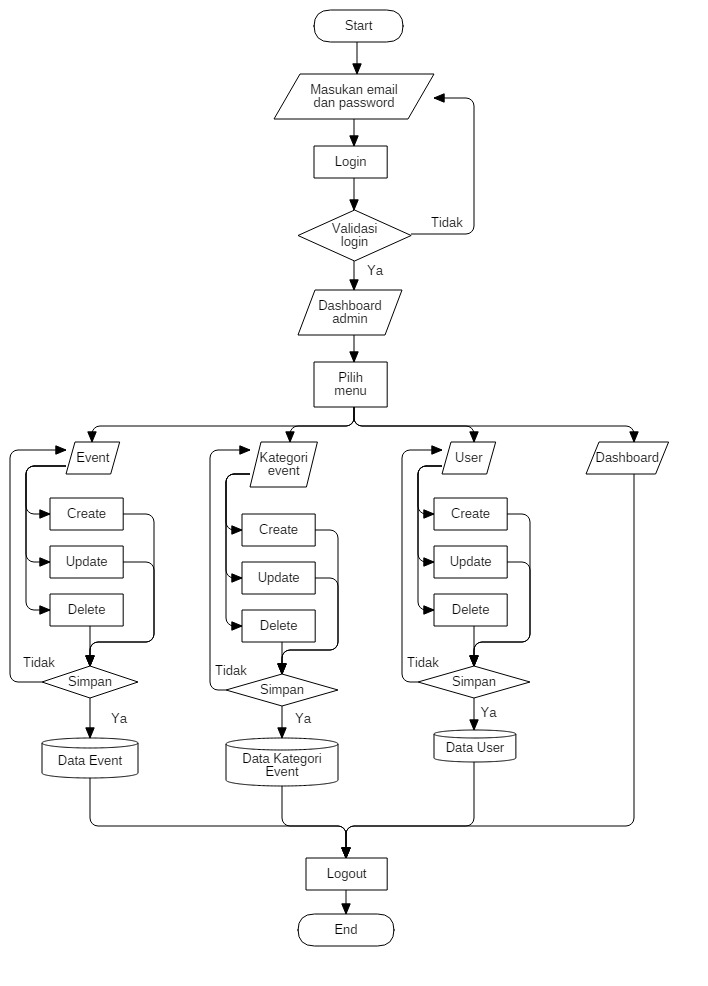 Start
Masukan email
dan password
Login
Validasi
login
Tidak
Ya
Dashboard
admin
Pilih
menu
Event
Kategori
event
User
Dashboard
Create
Update
Delete
Tidak
Simpan
Ya
Data Event
Create
Update
Delete
Tidak
Simpan
Ya
Data Kategori
Event
Create
Update
Delete
Tidak
Simpan
Ya
Data User
Logout
End